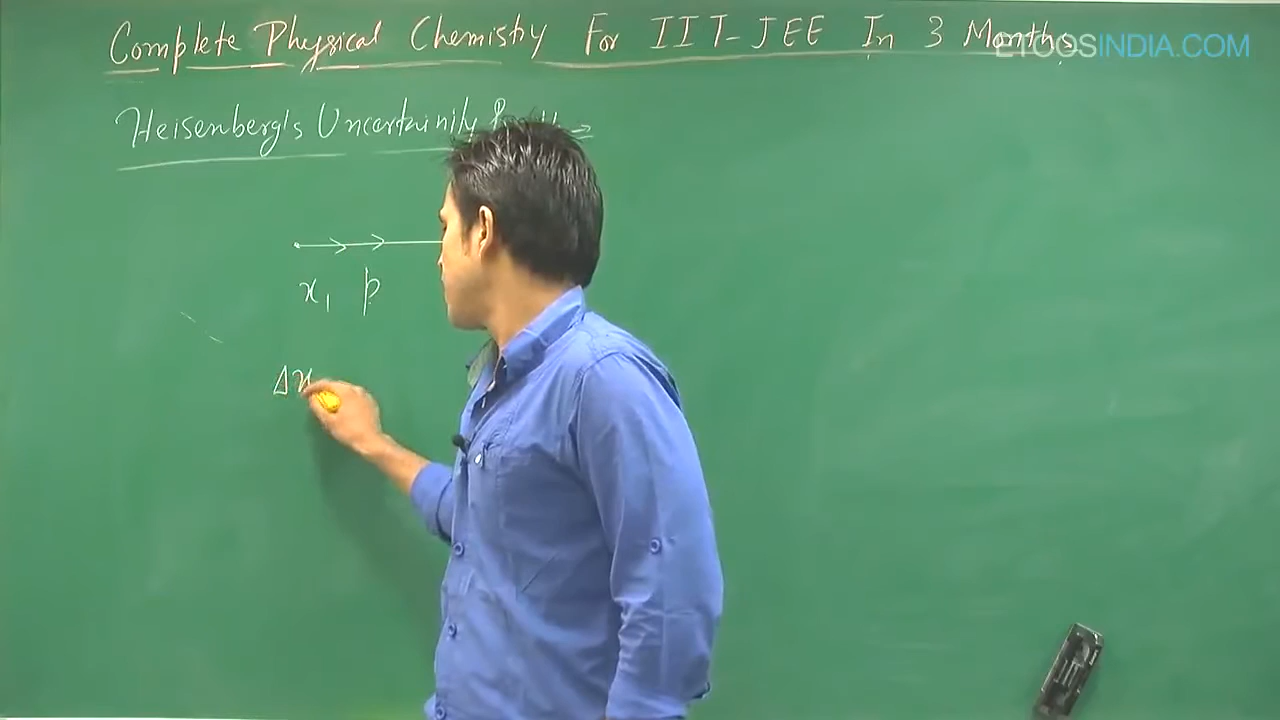 Complete Physical Chemistry For IIT-JEE In 3 Months
ETOOSINDIA.COM
Heisenberg's Uncertainity
x, p
Δx